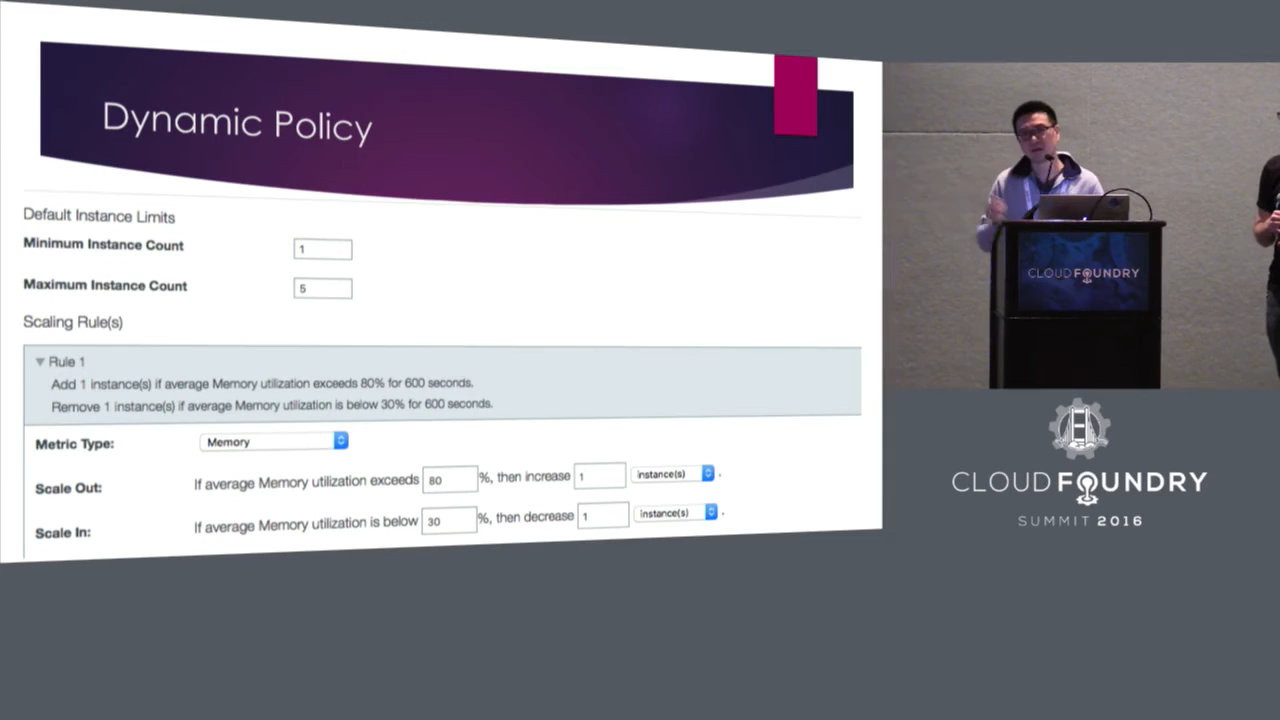 Dynamic Policy
Default Instance Limits
Minimum Instance Count 1
Maximum Instance Count 5
Scaling Rule(s)
Rule 1
Add 1 instance(s) if average Memory utilization exceeds 80% for 600 seconds.
Remove 1 instance(s) if average Memory utilization is below 30% for 600 seconds.
Metric Type: Memory
Scale Out: If average Memory utilization exceeds 80 %, then increase 1 instance(s) .
Scale In: If average Memory utilization is below 30 %, then decrease 1 instance(s) .
CLOUD FOUNDRY
CLOUD FOUNDRY
SUMMIT 2016